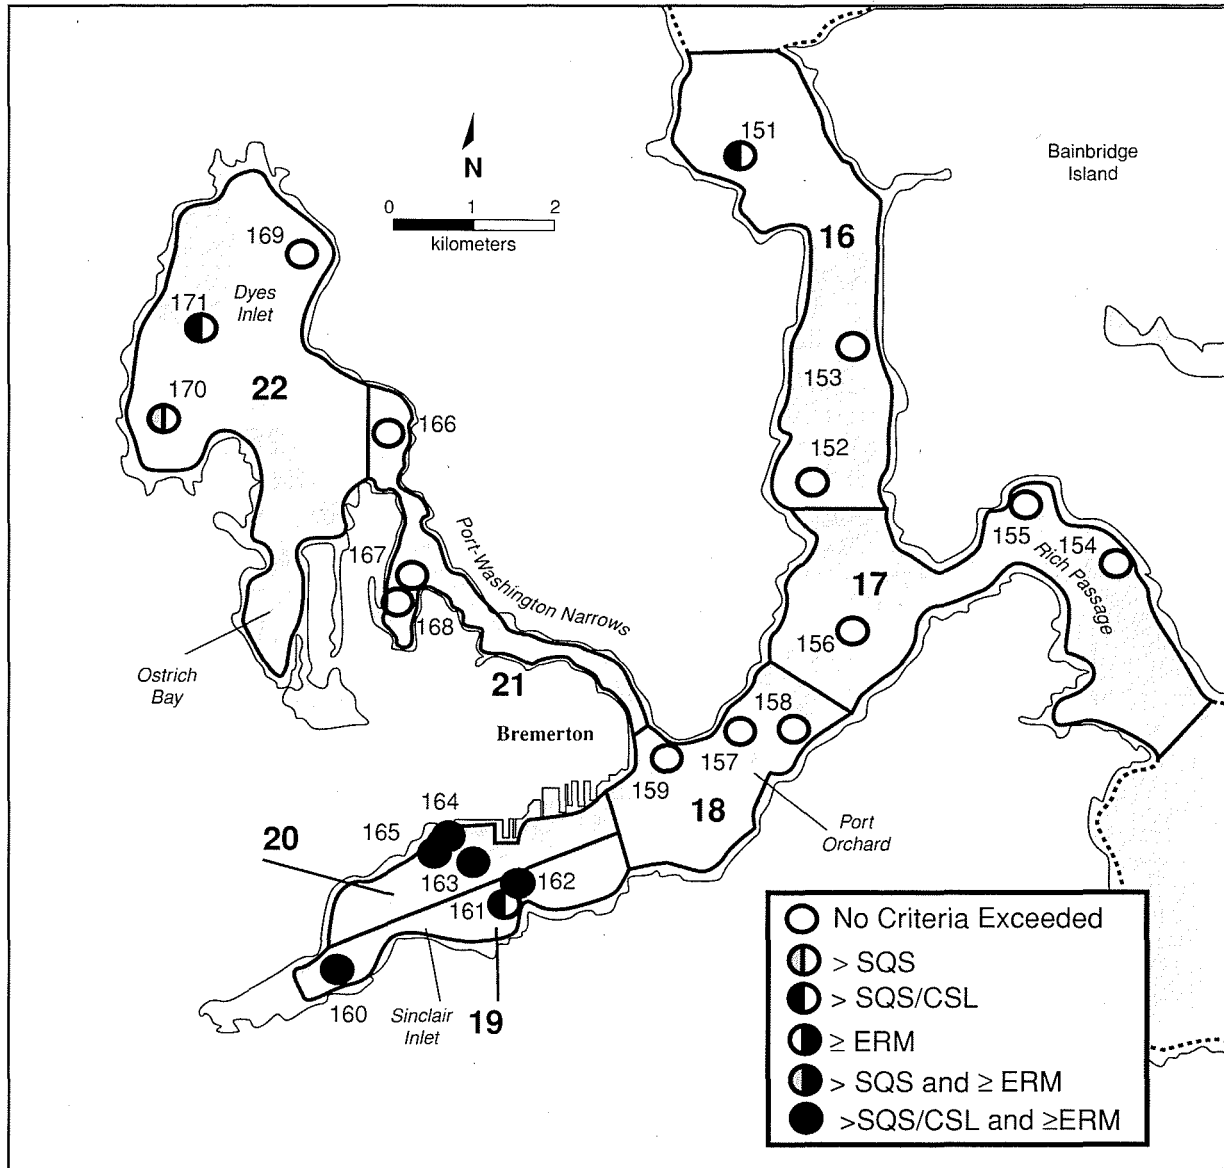 151
Bainbridge
Island
N
0 1 2
kilometers
16
169
Dyes
Inlet
171
153
22
170
166
152
155
154
Rich Passage
167
Port-Washington Narrows
17
168
156
Ostrich
Bay
21
158
Bremerton
157
159
164
18
Port
Orchard
165
20
163
162
161
160
Sinclair
Inlet
19
No Criteria Exceeded
> SQS
> SQS/CSL
≥ ERM
> SQS and ≥ ERM
>SQS/CSL and ≥ERM